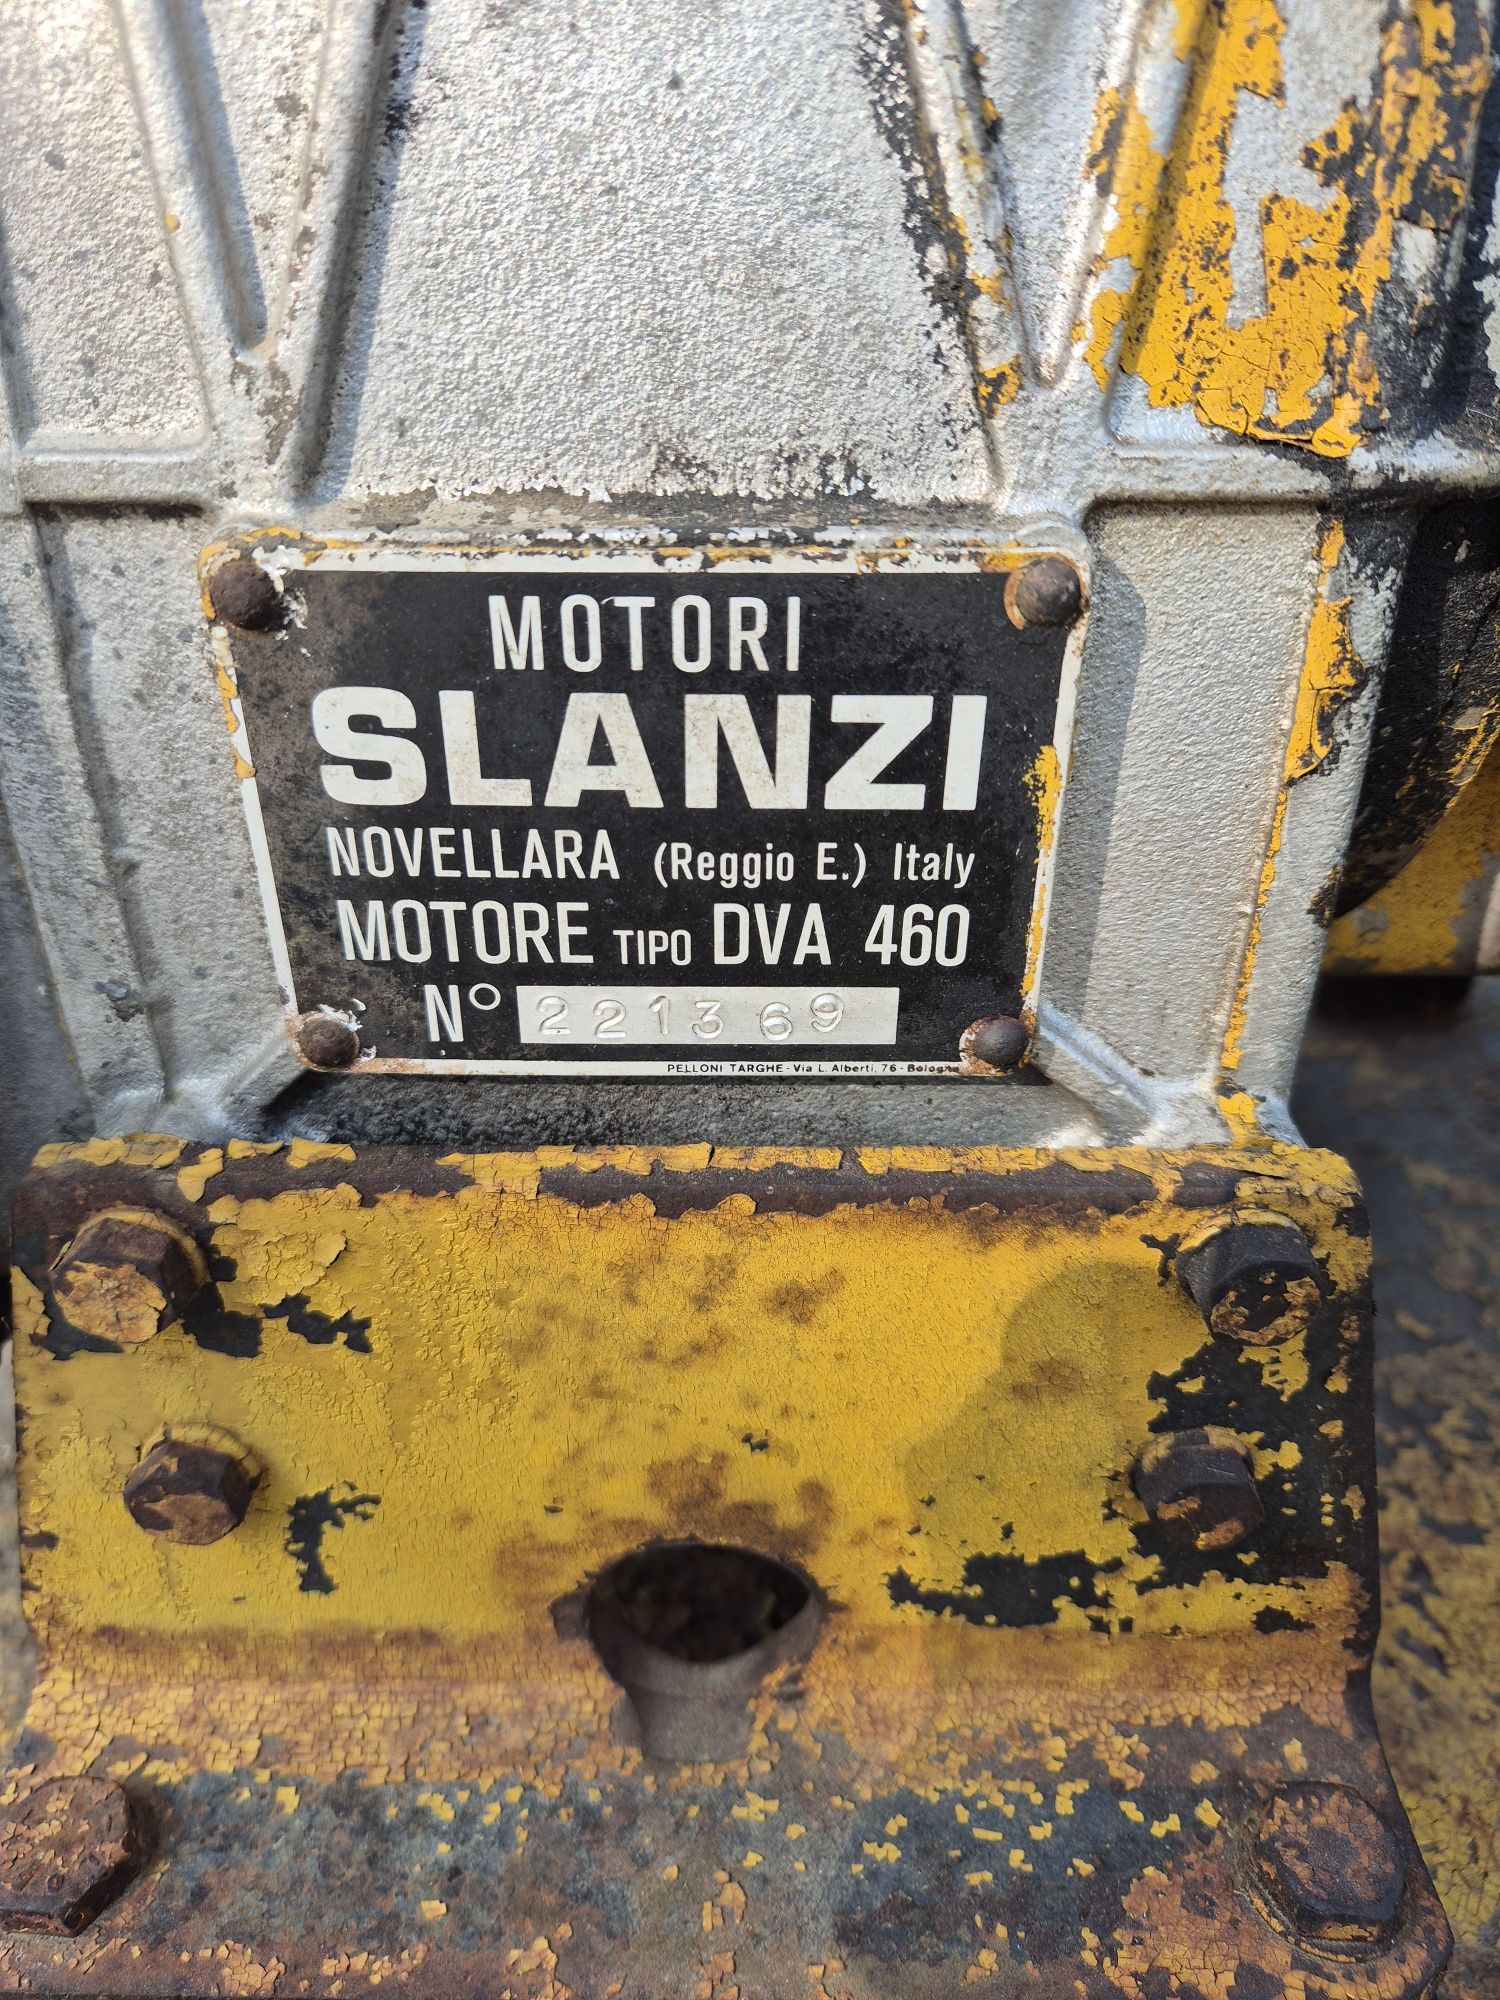 MOTORI
SLANZI
NOVELLARA (Reggio E.) Italy
MOTORE TIPO DVA 460
N° 221369
PELLONI TARGHE - Via L. Alberti, 76 - Bologna